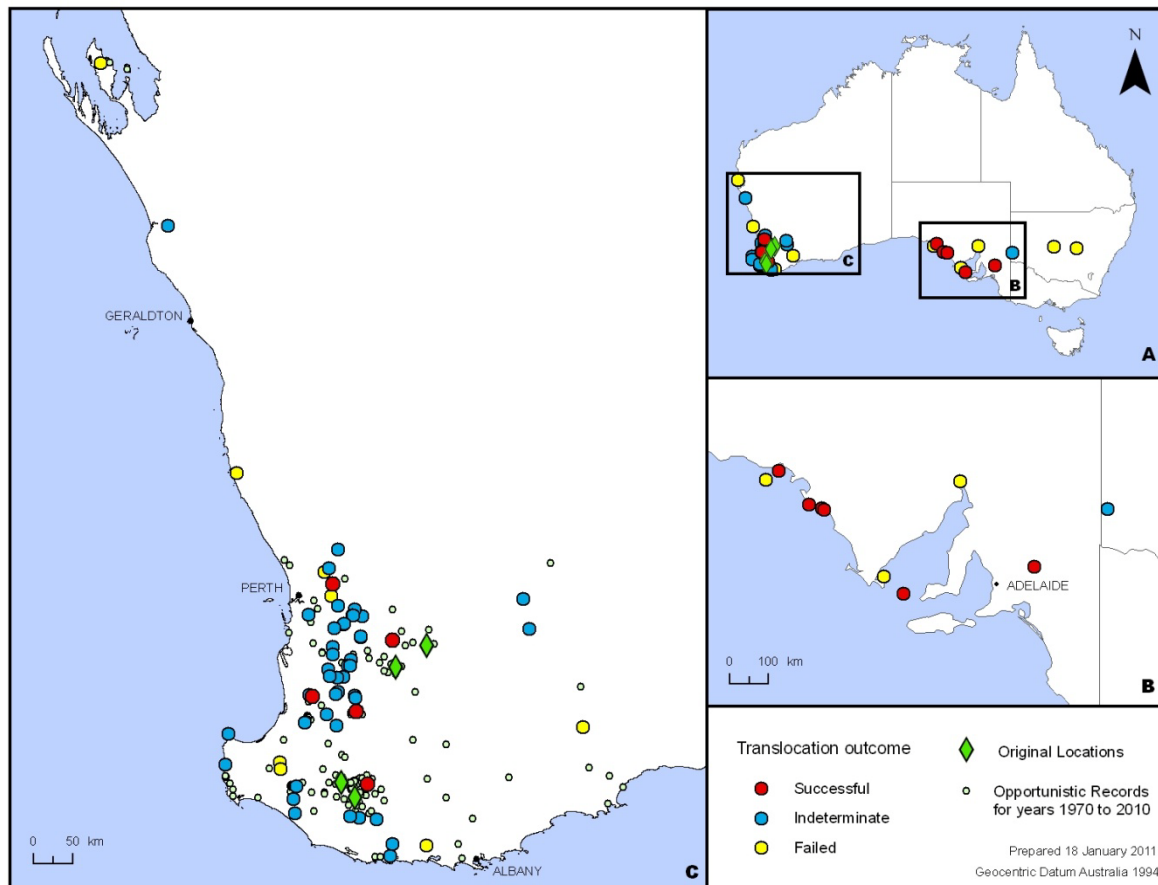 GERALDTON
PERTH
ALBANY
0 50 km
C
N
C
B
A
ADELAIDE
0 100 km
B
Translocation outcome
Successful
Indeterminate
Failed
Original Locations
Opportunistic Records
for years 1970 to 2010
Prepared 18 January 2011
Geocentric Datum Australia 1994